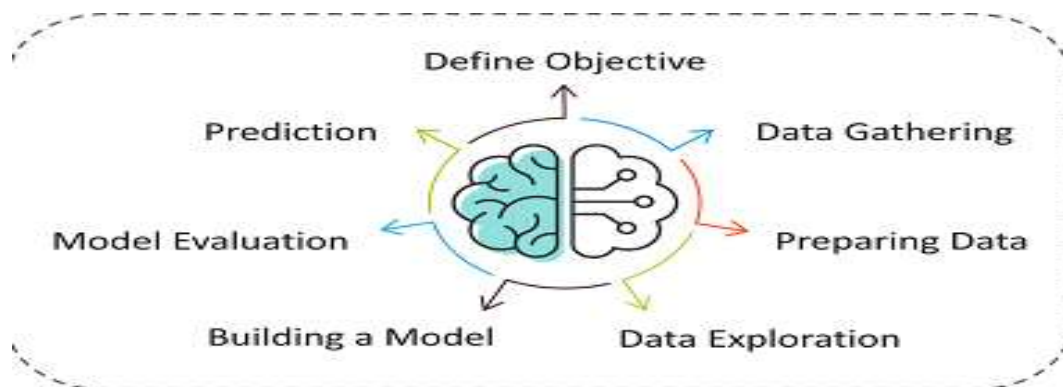 Define Objective
Prediction
Data Gathering
Model Evaluation
Preparing Data
Building a Model
Data Exploration